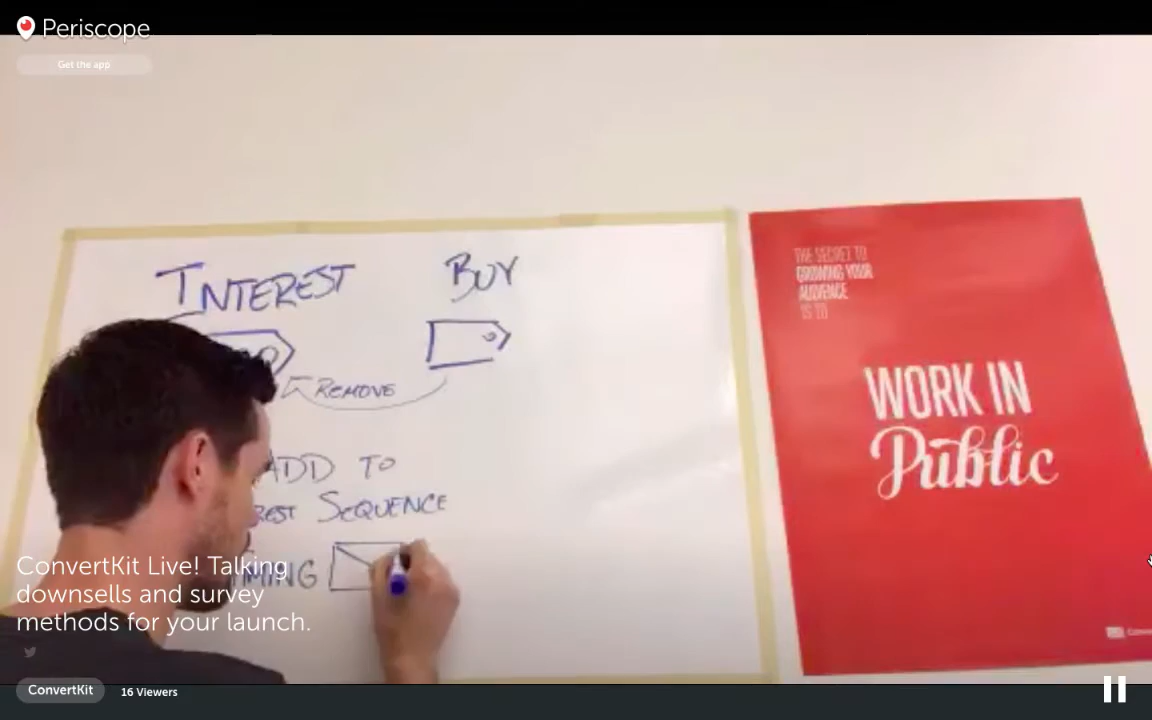 Periscope
Get the app
INTEREST
BUY
REMOVE
ADD TO
SEQUENCE
THE SECRET TO
GROWING YOUR
AUDIENCE
IS TO
WORK IN
Public
ConvertKit Live! Talking
downsells and survey
methods for your launch.
ConvertKit
16 Viewers